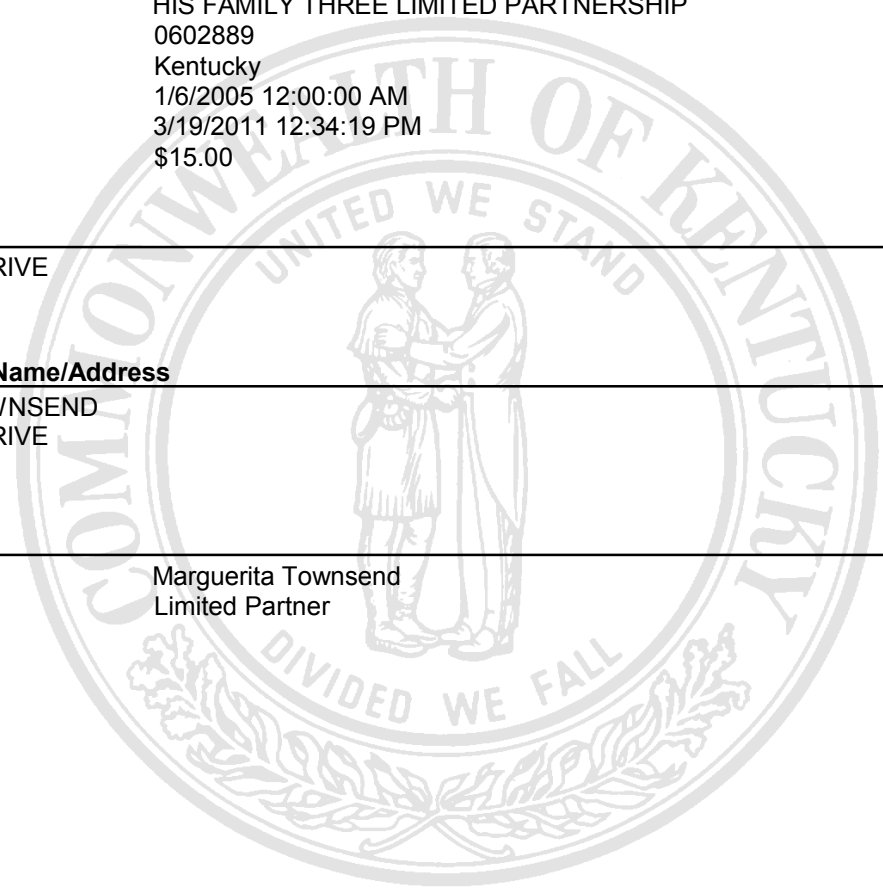 HIS FAMILY THREE LIMITED PARTNERSHIP
0602889
Kentucky
1/6/2005 12:00:00 AM
3/19/2011 12:34:19 PM
$15.00
RIVE
Name/Address
WNSEND
RIVE
Marguerita Townsend
Limited Partner
COMMONWEALTH OF KENTUCKY
UNITED WE STAND
DIVIDED WE FALL